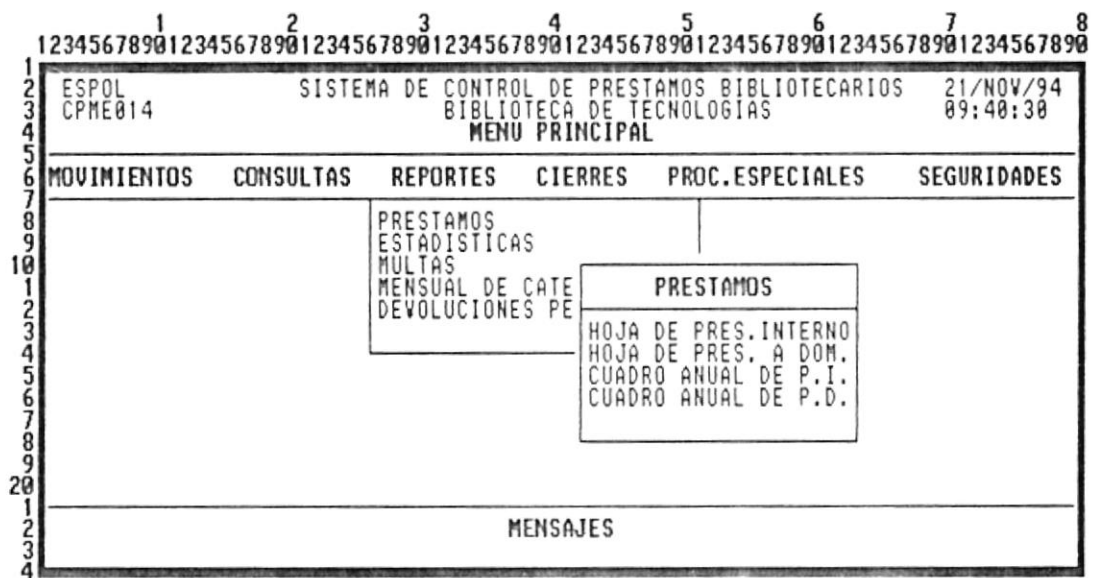 1 2 3 4 5 6 7 8
12345678901234567890123456789012345678901234567890123456789012345678901234567890
1
2 ESPOL SISTEMA DE CONTROL DE PRESTAMOS BIBLIOTECARIOS 21/NOV/94
3 CPME014 BIBLIOTECA DE TECNOLOGIAS 09:40:30
4 MENU PRINCIPAL
5
6 MOVIMIENTOS CONSULTAS REPORTES CIERRES PROC.ESPECIALES SEGURIDADES
7
8 PRESTAMOS
9 ESTADISTICAS
10 MULTAS
1 MENSUAL DE CATE PRESTAMOS
2 DEVOLUCIONES PE
3 HOJA DE PRES.INTERNO
4 HOJA DE PRES. A DOM.
5 CUADRO ANUAL DE P.I.
6 CUADRO ANUAL DE P.D.
7
8
9
20
1
2 MENSAJES
3
4